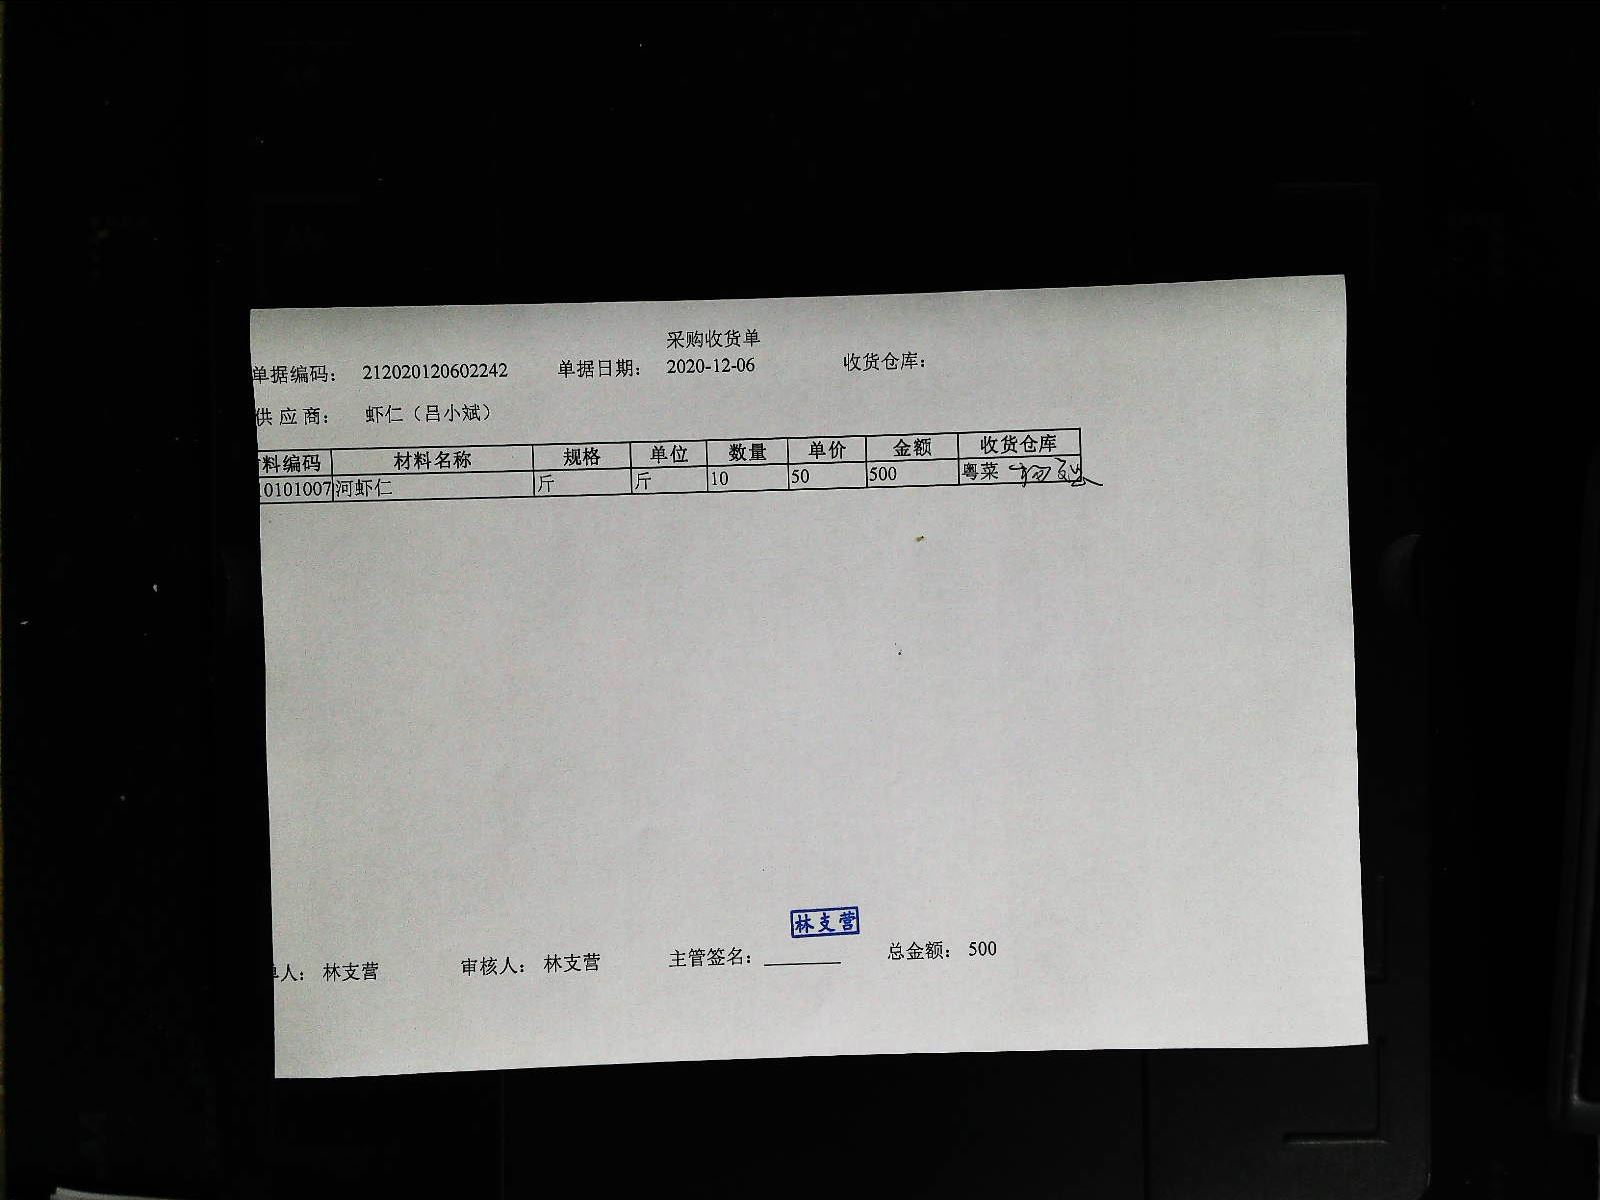 采购收货单
单据编码： 212020120602242 单据日期： 2020-12-06 收货仓库：
供应商： 虾仁（吕小斌）
料编码 材料名称 规格 单位 数量 单价 金额 收货仓库
0101007 河虾仁 斤 斤 10 50 500 粤菜
林支营
单人： 林支营 审核人： 林支营 主管签名： 总金额： 500